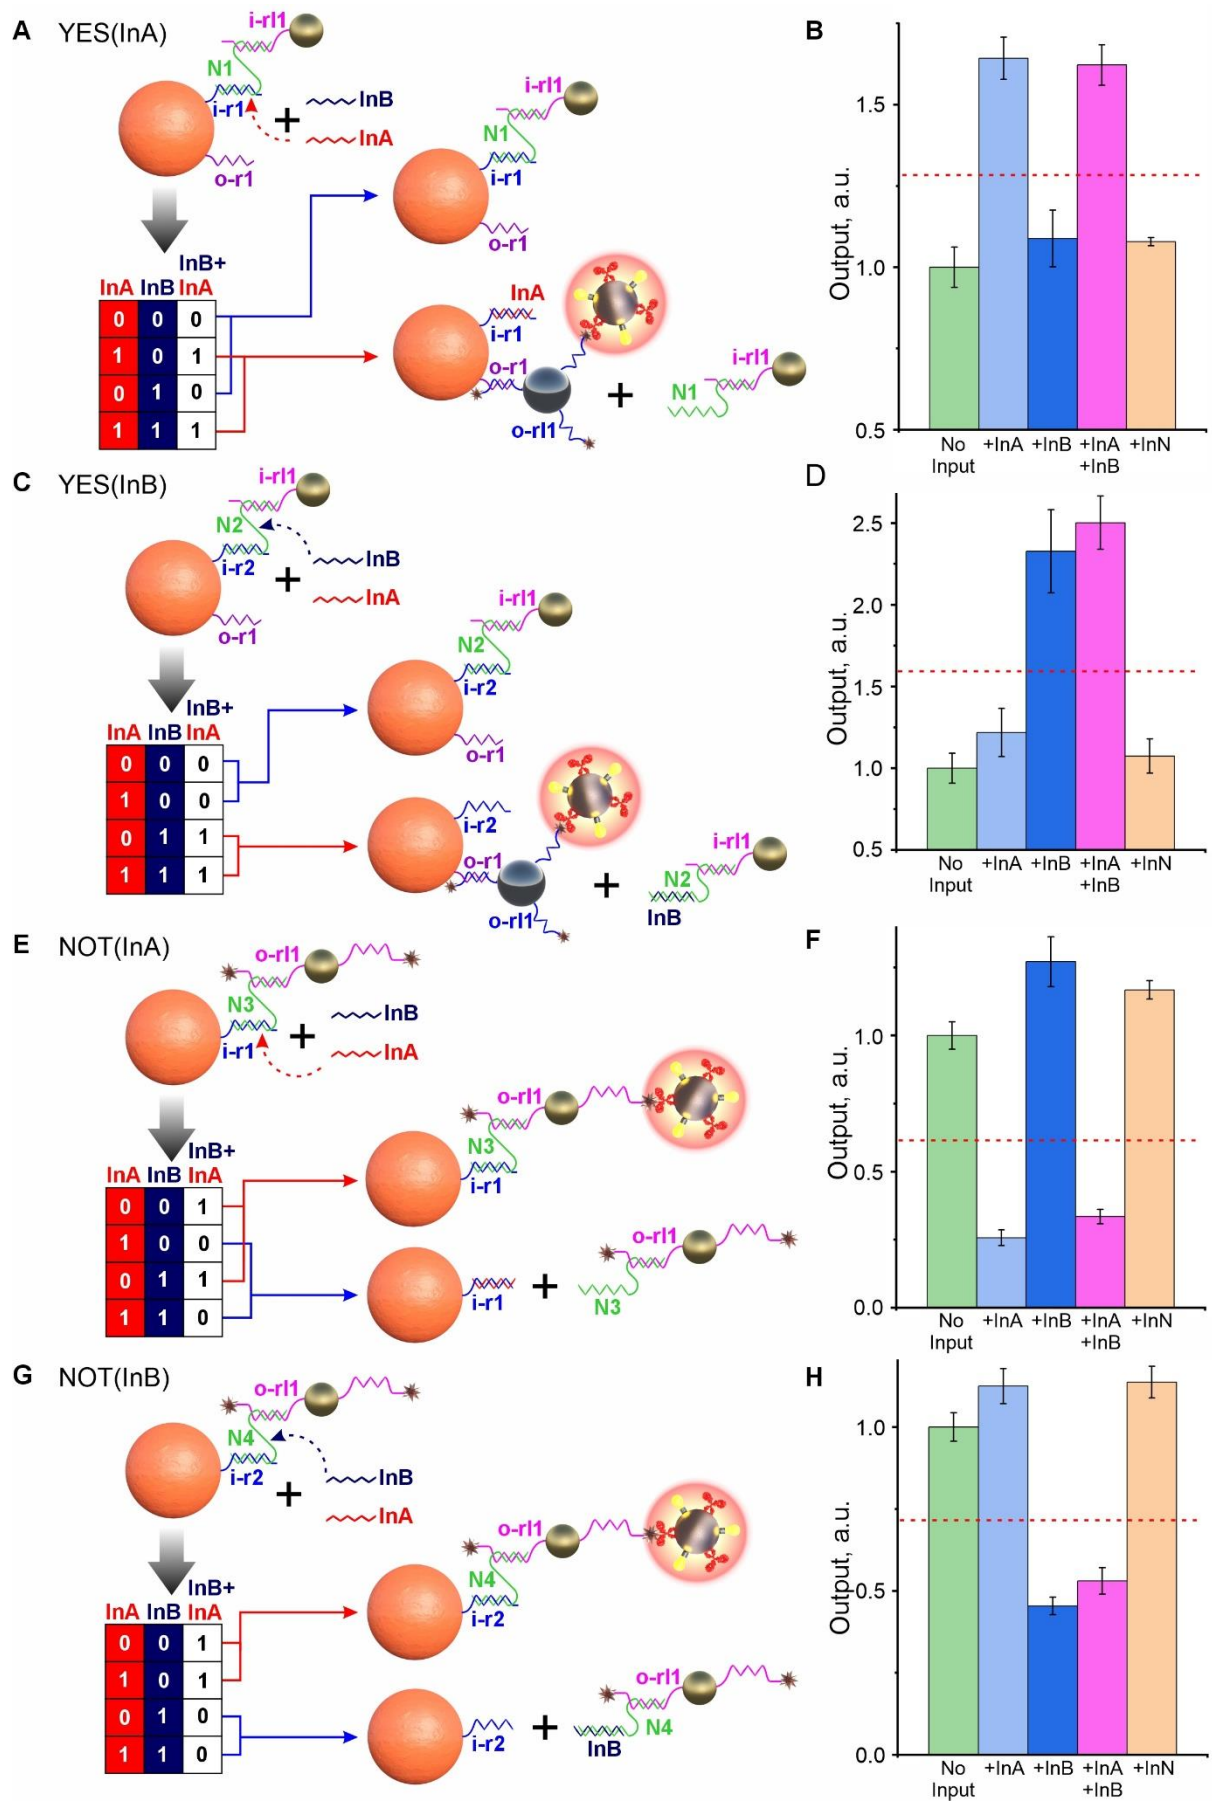 A YES(InA)
i-rl1
N1
i-r1
+ InB
InA
o-r1
i-rl1
N1
i-r1
o-r1
InB+
InA InB InA
0 0 0
1 0 1
0 1 0
1 1 1
InA
i-r1
o-r1
o-rl1
+
i-rl1
N1
B
Output, a.u.
1.5
1.0
0.5
No +InA +InB +InA +InN
Input +InB
C YES(InB)
i-rl1
N2
i-r2
+ InB
InA
o-r1
i-rl1
N2
i-r2
o-r1
InB+
InA InB InA
0 0 0
1 0 0
0 1 1
1 1 1
i-r2
o-r1
o-rl1
+
i-rl1
N2
InB
D
Output, a.u.
2.5
2.0
1.5
1.0
0.5
No +InA +InB +InA +InN
Input +InB
E NOT(InA)
o-rl1
N3
i-r1
+ InB
InA
o-rl1
N3
i-r1
InB+
InA InB InA
0 0 1
1 0 0
0 1 1
1 1 0
i-r1
+
o-rl1
N3
F
Output, a.u.
1.0
0.5
0.0
No +InA +InB +InA +InN
Input +InB
G NOT(InB)
o-rl1
N4
i-r2
+ InB
InA
o-rl1
N4
i-r2
InB+
InA InB InA
0 0 1
1 0 1
0 1 0
1 1 0
i-r2
+
o-rl1
N4
InB
H
Output, a.u.
1.0
0.5
0.0
No +InA +InB +InA +InN
Input +InB